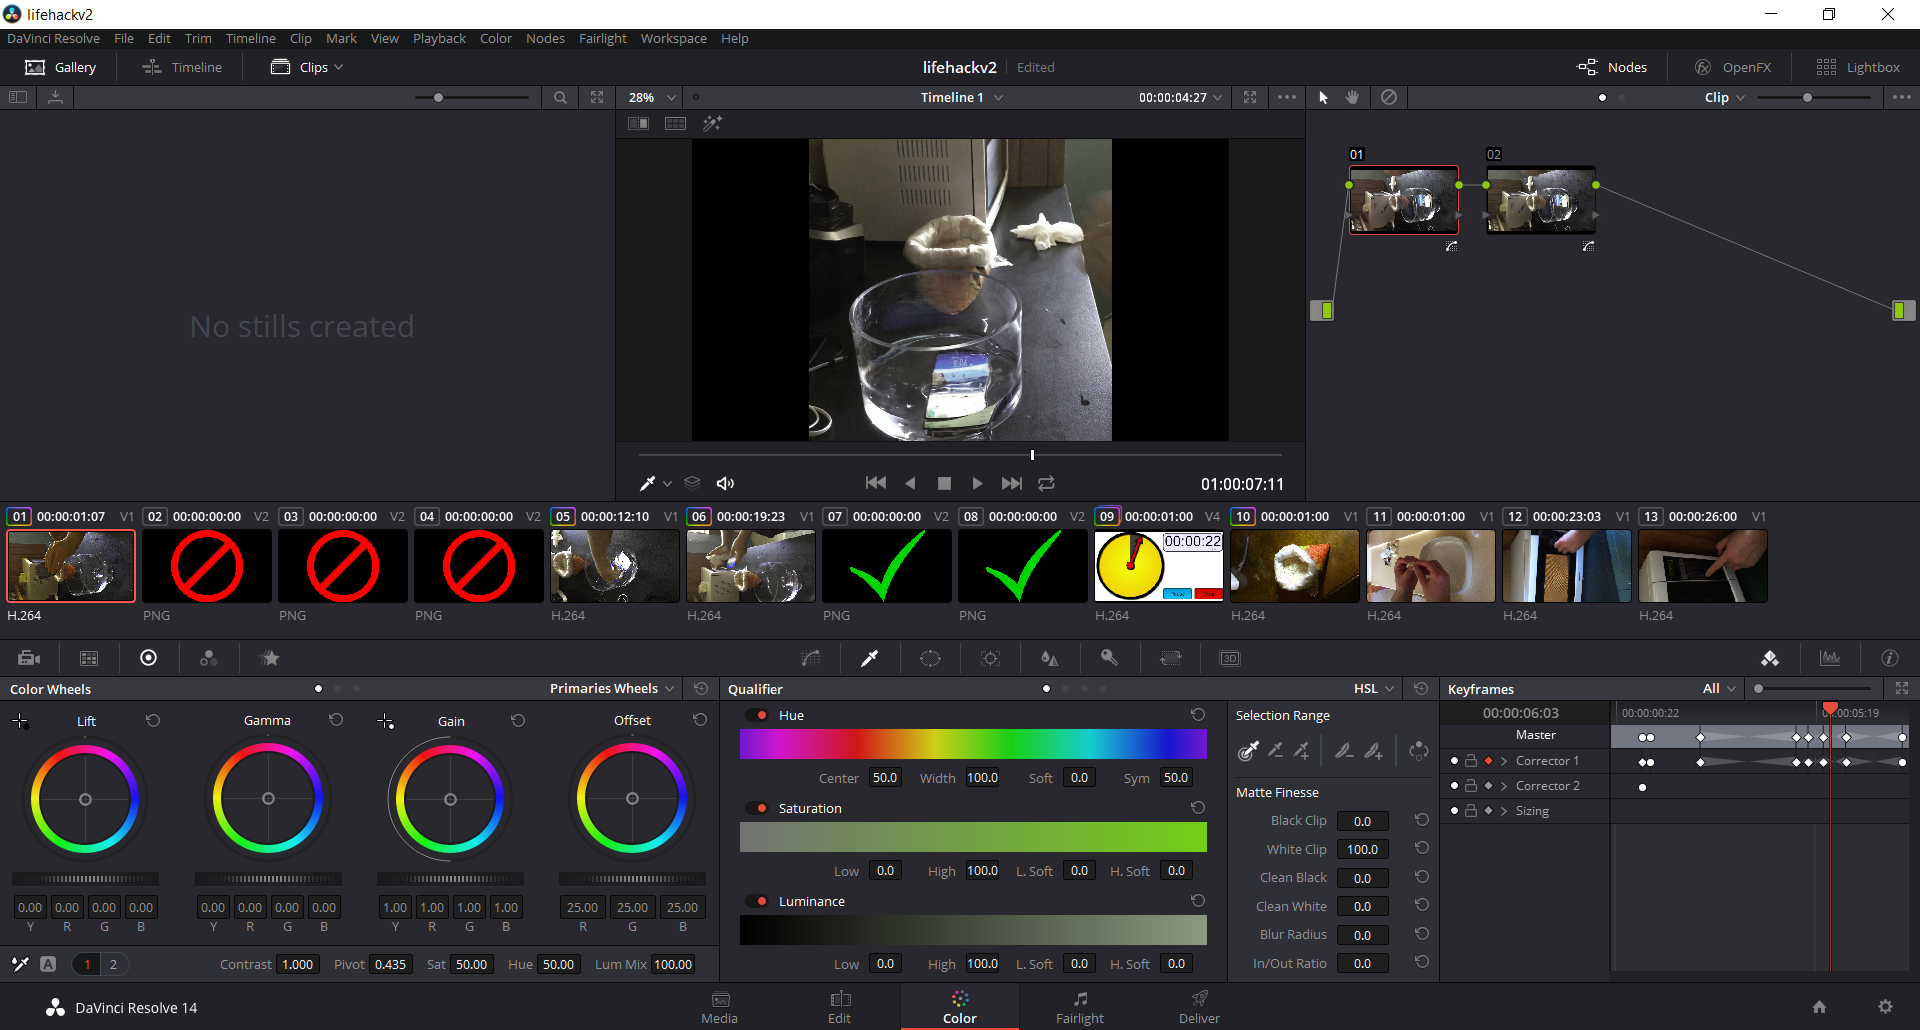 lifehackv2
DaVinci Resolve File Edit Trim Timeline Clip Mark View Playback Color Nodes Fairlight Workspace Help
Gallery Timeline Clips lifehackv2 Edited Nodes OpenFX Lightbox
28% Timeline 1 00:00:04:27 Clip
01 02
No stills created
01:00:07:11
01 00:00:01:07 V1 02 00:00:00:00 V2 03 00:00:00:00 V2 04 00:00:00:00 V2 05 00:00:12:10 V1 06 00:00:19:23 V1 07 00:00:00:00 V2 08 00:00:00:00 V2 09 00:00:01:00 V4 10 00:00:01:00 V1 11 00:00:01:00 V1 12 00:00:23:03 V1 13 00:00:26:00 V1
00:00:22
H.264 PNG PNG PNG H.264 H.264 PNG PNG H.264 H.264 H.264 H.264 H.264
3D
Color Wheels Primaries Wheels Qualifier HSL Keyframes All
Lift Gamma Gain Offset
Hue
Center 50.0 Width 100.0 Soft 0.0 Sym 50.0
Saturation
Low 0.0 High 100.0 L. Soft 0.0 H. Soft 0.0
Luminance
Low 0.0 High 100.0 L. Soft 0.0 H. Soft 0.0
0.00 0.00 0.00 0.00 0.00 0.00 0.00 0.00 1.00 1.00 1.00 1.00 25.00 25.00 25.00
Y R G B Y R G B Y R G B R G B
A 1 2 Contrast 1.000 Pivot 0.435 Sat 50.00 Hue 50.00 Lum Mix 100.00
Selection Range
Matte Finesse
Black Clip 0.0
White Clip 100.0
Clean Black 0.0
Clean White 0.0
Blur Radius 0.0
In/Out Ratio 0.0
00:00:06:03 00:00:00:22 :00:05:19
Master
Corrector 1
Corrector 2
Sizing
DaVinci Resolve 14
Media Edit Color Fairlight Deliver